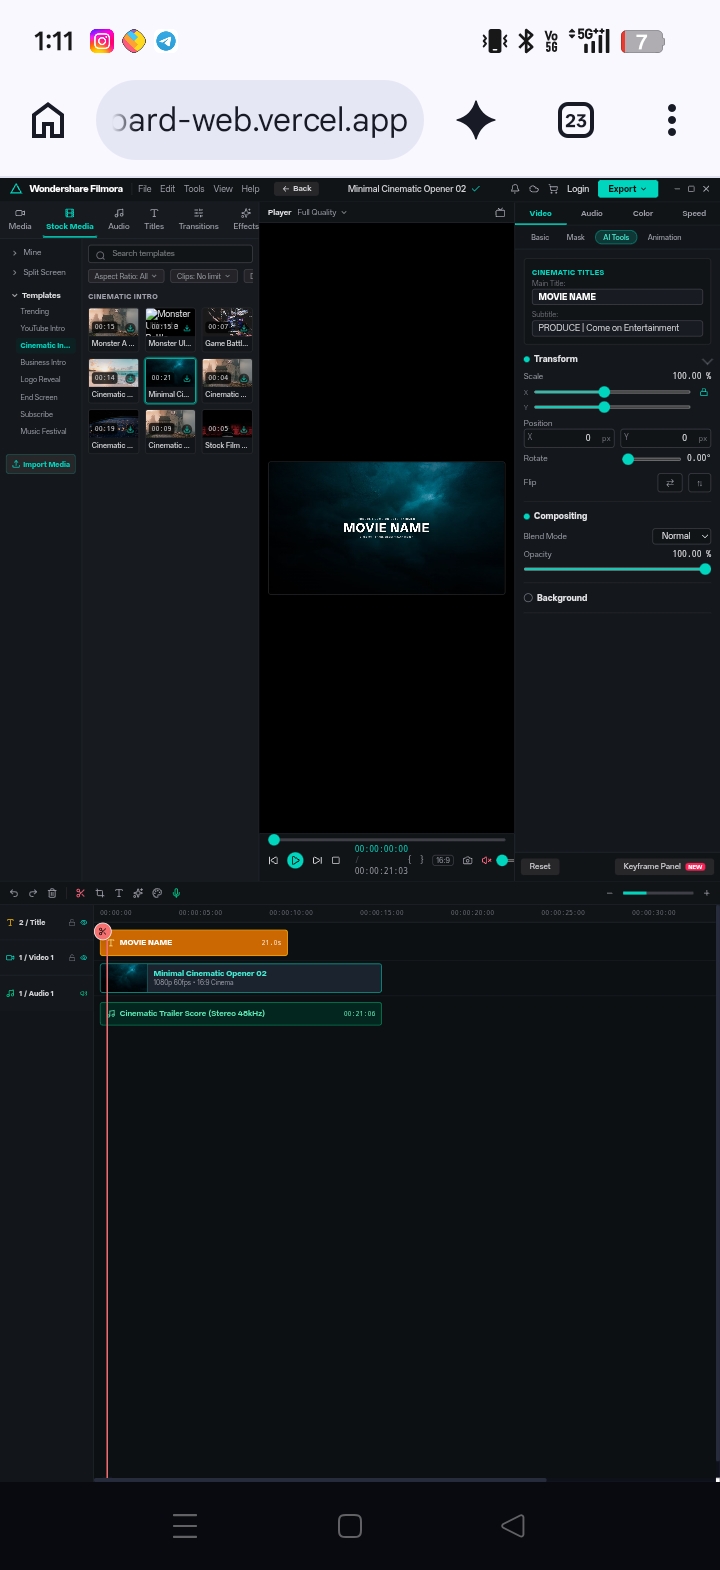 1:11
Vo 5G
5G++
7
oard-web.vercel.app
23
Wondershare Filmora File Edit Tools View Help Back Minimal Cinematic Opener 02 Login Export
Media Stock Media Audio Titles Transitions Effects
Player Full Quality
Video Audio Color Speed
Basic Mask AI Tools Animation
Mine
Split Screen
Templates
Trending
YouTube Intro
Cinematic In...
Business Intro
Logo Reveal
End Screen
Subscribe
Music Festival
Import Media
Search templates
Aspect Ratio: All Clips: No limit D
CINEMATIC INTRO
00:15 00:15 00:07
Monster A ... Monster Ul... Game Battl...
00:14 00:21 00:04
Cinematic ... Minimal Ci... Cinematic ...
00:19 00:09 00:05
Cinematic ... Cinematic ... Stock Film ...
MOVIE NAME
CINEMATIC TITLES
Main Title:
MOVIE NAME
Subtitle:
PRODUCE | Come on Entertainment
Transform
Scale 100.00 %
X
Y
Position
X 0 px Y 0 px
Rotate 0.00°
Flip
Compositing
Blend Mode Normal
Opacity 100.00 %
Background
00:00:00:00
/
00:00:21:03
{ } 16:9
Reset Keyframe Panel NEW
00:00:00 00:00:05:00 00:00:10:00 00:00:15:00 00:00:20:00 00:00:25:00 00:00:30:00
2 / Title
MOVIE NAME 21.0s
1 / Video 1
Minimal Cinematic Opener 02
1080p 60fps • 16:9 Cinema
1 / Audio 1
Cinematic Trailer Score (Stereo 48kHz) 00:21:06